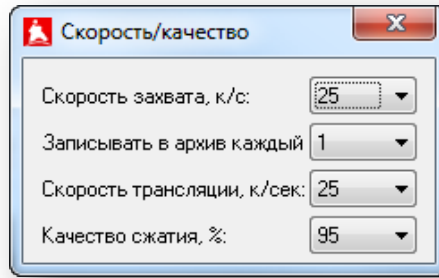 Скорость/качество
Скорость захвата, к/с: 25
Записывать в архив каждый 1
Скорость трансляции, к/сек: 25
Качество сжатия, %: 95